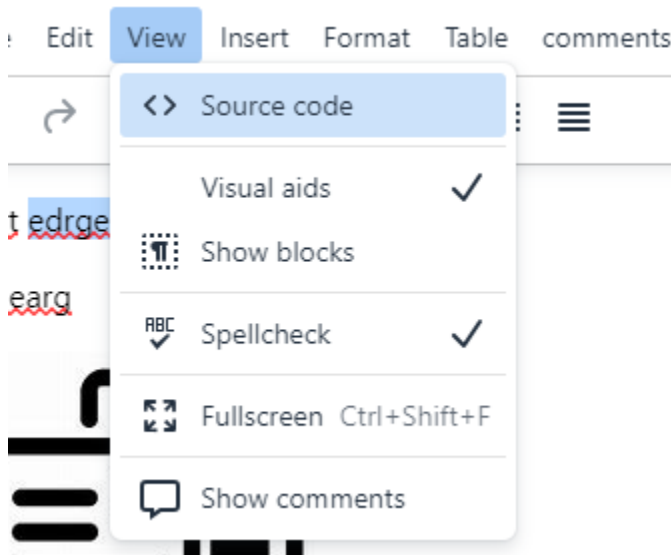 Edit View Insert Format Table comments
Source code
Visual aids
t edrge
Show blocks
earg
ABC Spellcheck
Fullscreen Ctrl+Shift+F
Show comments